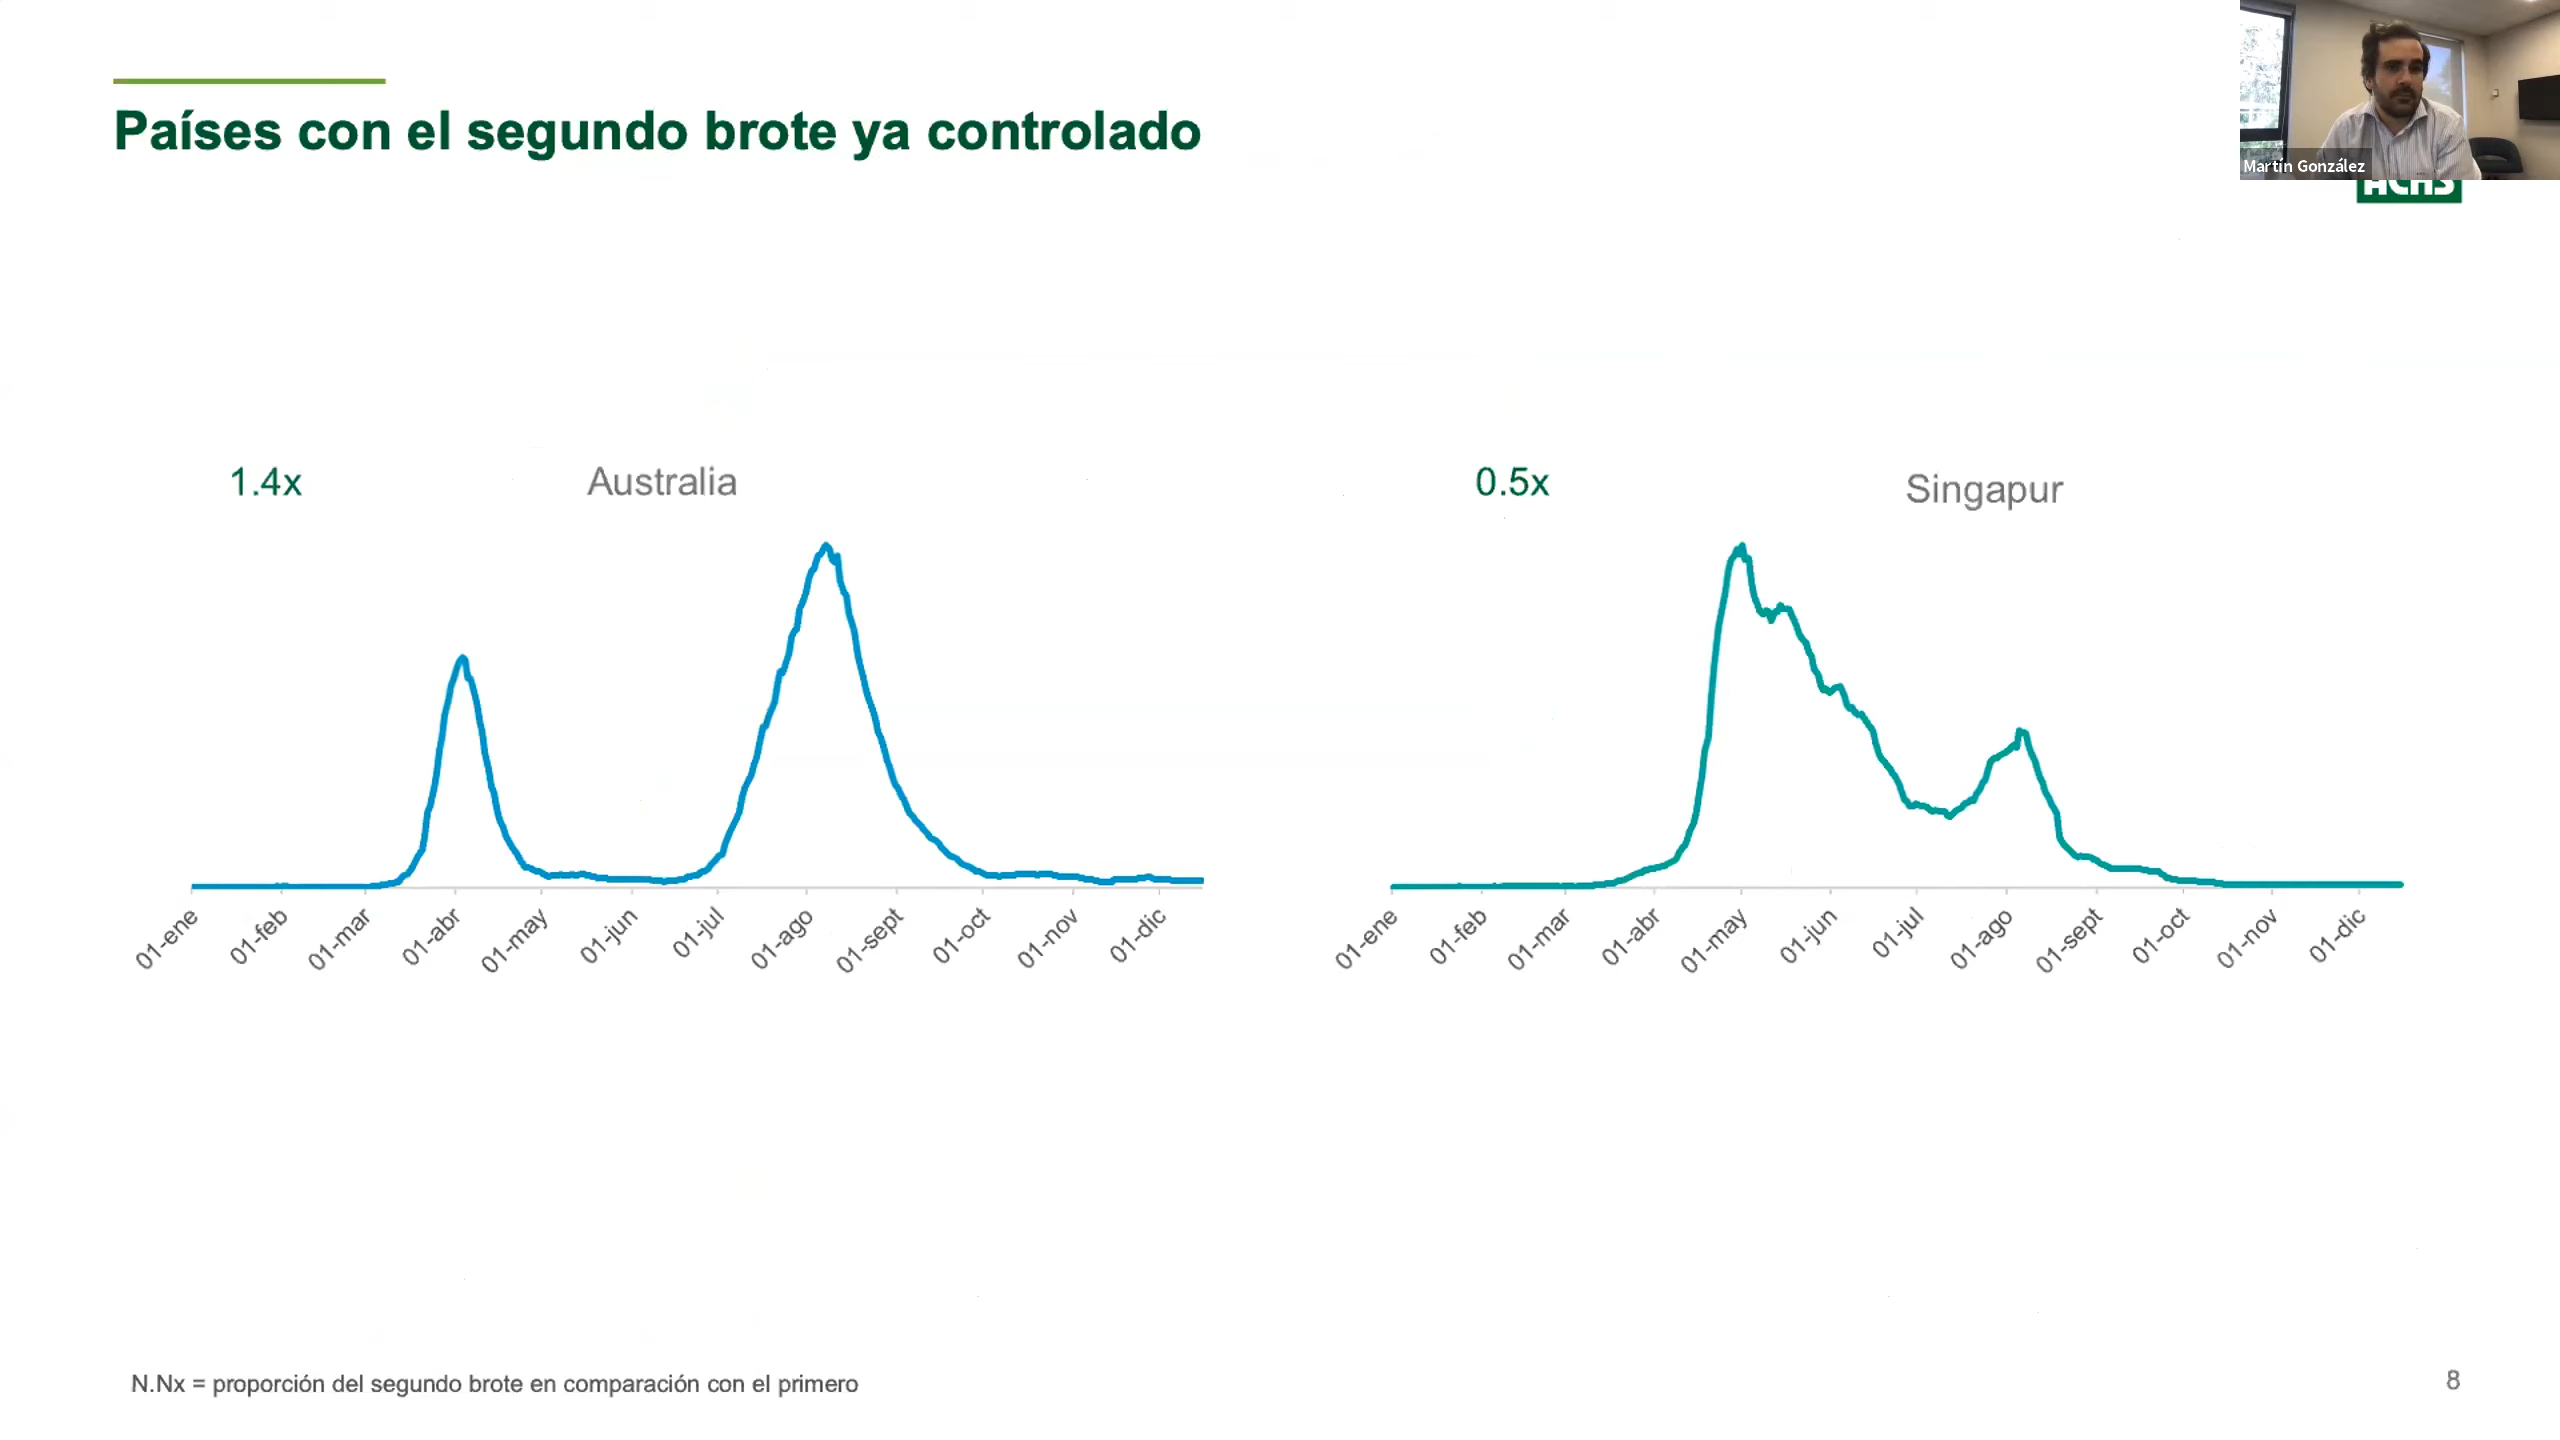 Países con el segundo brote ya controlado
Martín González
ACHS
1.4x
Australia
0.5x
Singapur
01-ene
01-feb
01-mar
01-abr
01-may
01-jun
01-jul
01-ago
01-sept
01-oct
01-nov
01-dic
01-ene
01-feb
01-mar
01-abr
01-may
01-jun
01-jul
01-ago
01-sept
01-oct
01-nov
01-dic
N.Nx = proporción del segundo brote en comparación con el primero
8